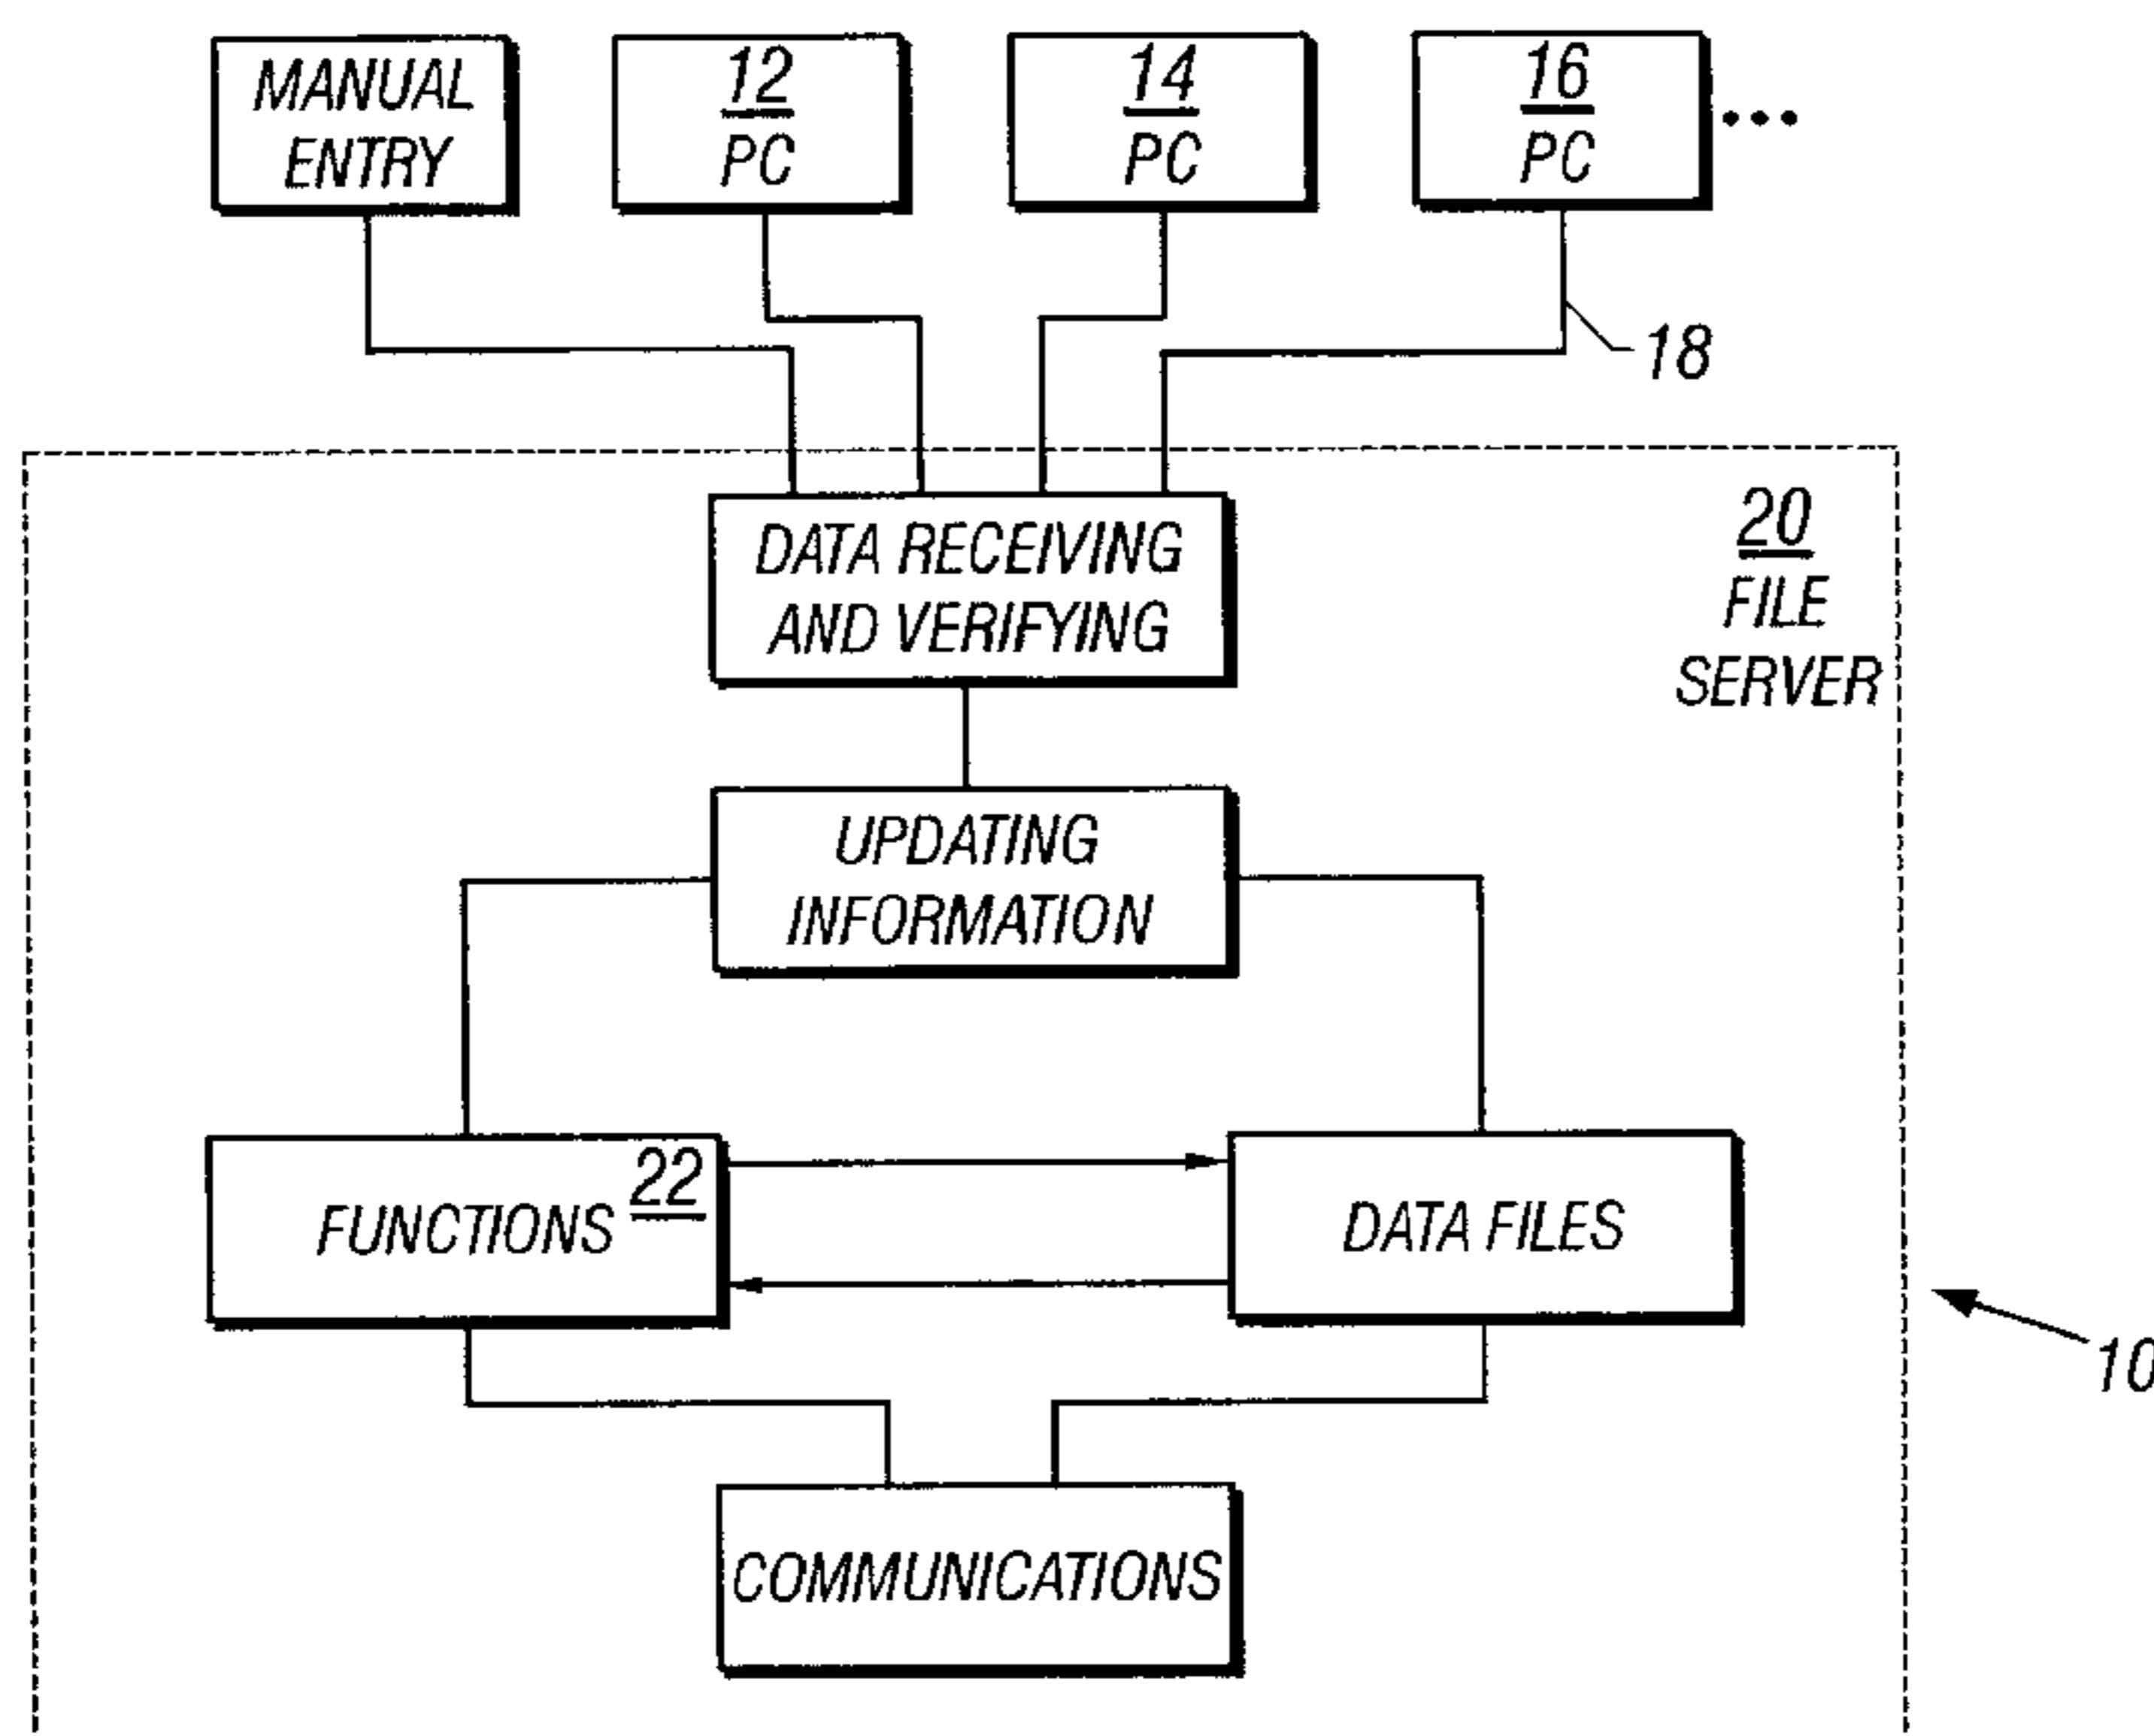 MANUAL
ENTRY
12
PC
14
PC
16
PC
...
18
DATA RECEIVING
AND VERIFYING
20
FILE
SERVER
UPDATING
INFORMATION
FUNCTIONS 22
DATA FILES
10
COMMUNICATIONS